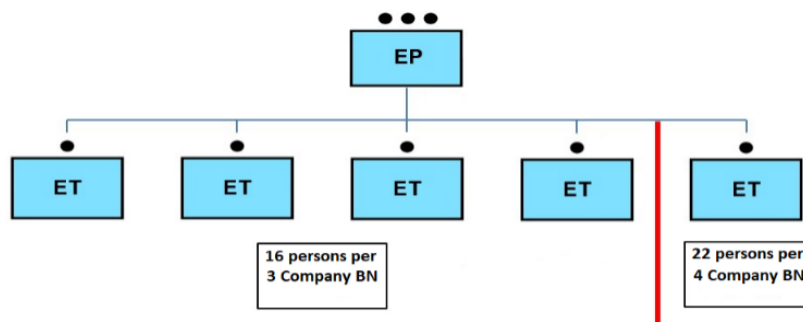 EP
ET
ET
ET
ET
ET
16 persons per
3 Company BN
22 persons per
4 Company BN